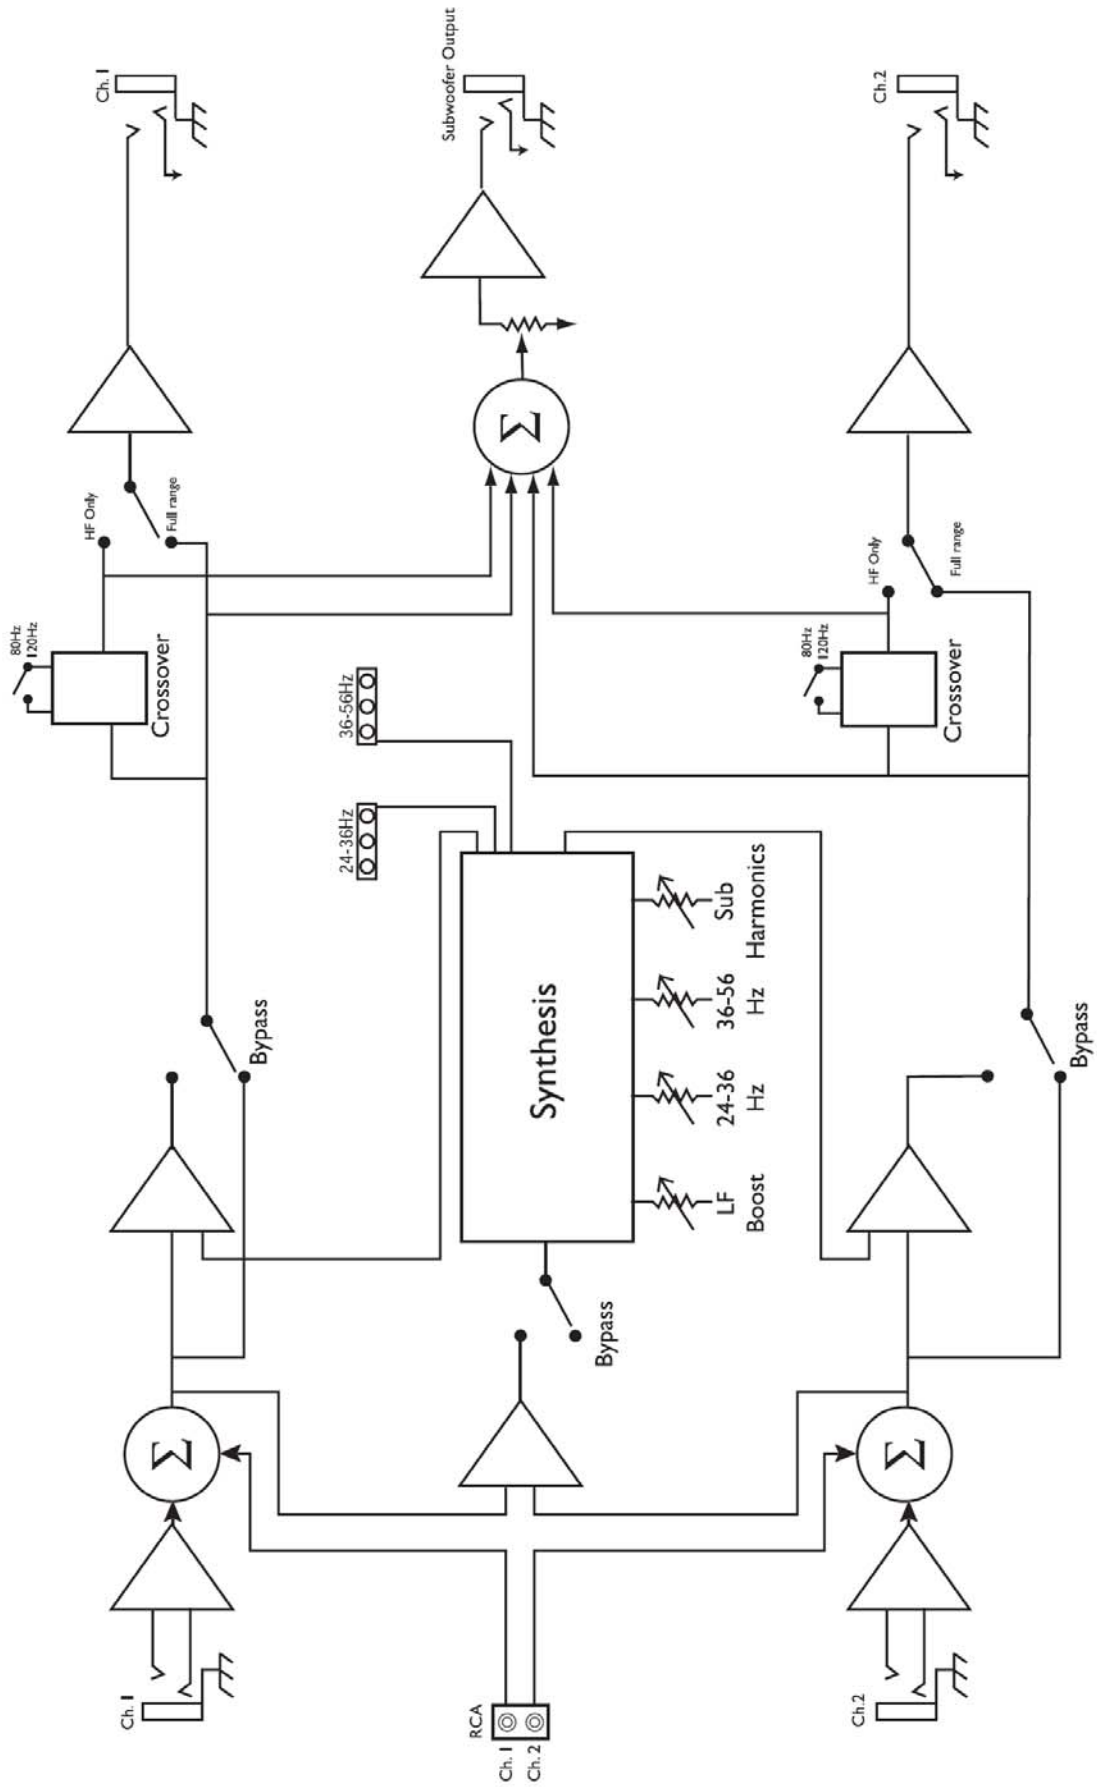 Ch. 1
Subwoofer Output
Ch.2
HF Only
Full range
Σ
HF Only
Full range
80Hz
120Hz
Crossover
80Hz
120Hz
Crossover
36-56Hz
24-36Hz
Synthesis
Sub
Harmonics
36-56
Hz
24-36
Hz
LF
Boost
Bypass
Bypass
Bypass
Σ
Σ
Ch. 1
RCA
Ch. 1
Ch. 2
Ch.2